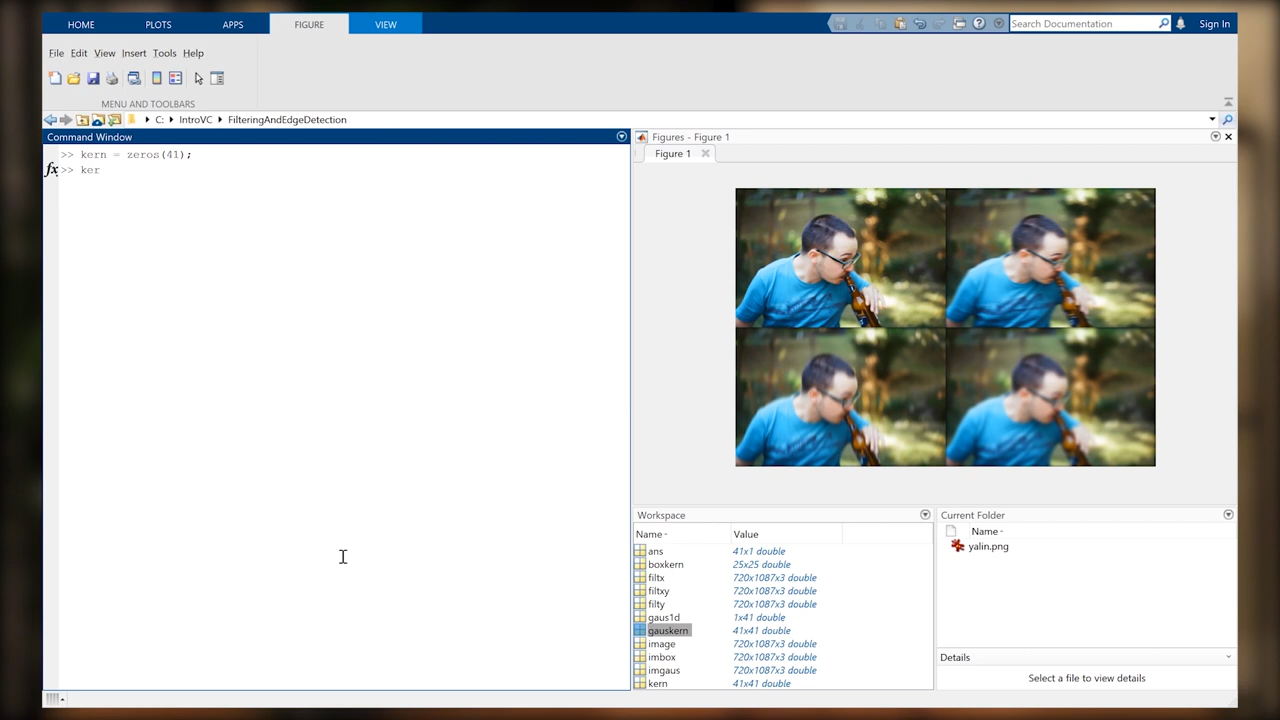 HOME PLOTS APPS FIGURE VIEW Search Documentation Sign In
File Edit View Insert Tools Help
MENU AND TOOLBARS
C: IntroVC FilteringAndEdgeDetection
Command Window
>> kern = zeros(41);
fx >> ker
Figures - Figure 1
Figure 1
Workspace
Name Value
ans 41x1 double
boxkern 25x25 double
filtx 720x1087x3 double
filtxy 720x1087x3 double
filty 720x1087x3 double
gaus1d 1x41 double
gauskern 41x41 double
image 720x1087x3 double
imbox 720x1087x3 double
imgaus 720x1087x3 double
kern 41x41 double
Current Folder
Name
yalin.png
Details
Select a file to view details